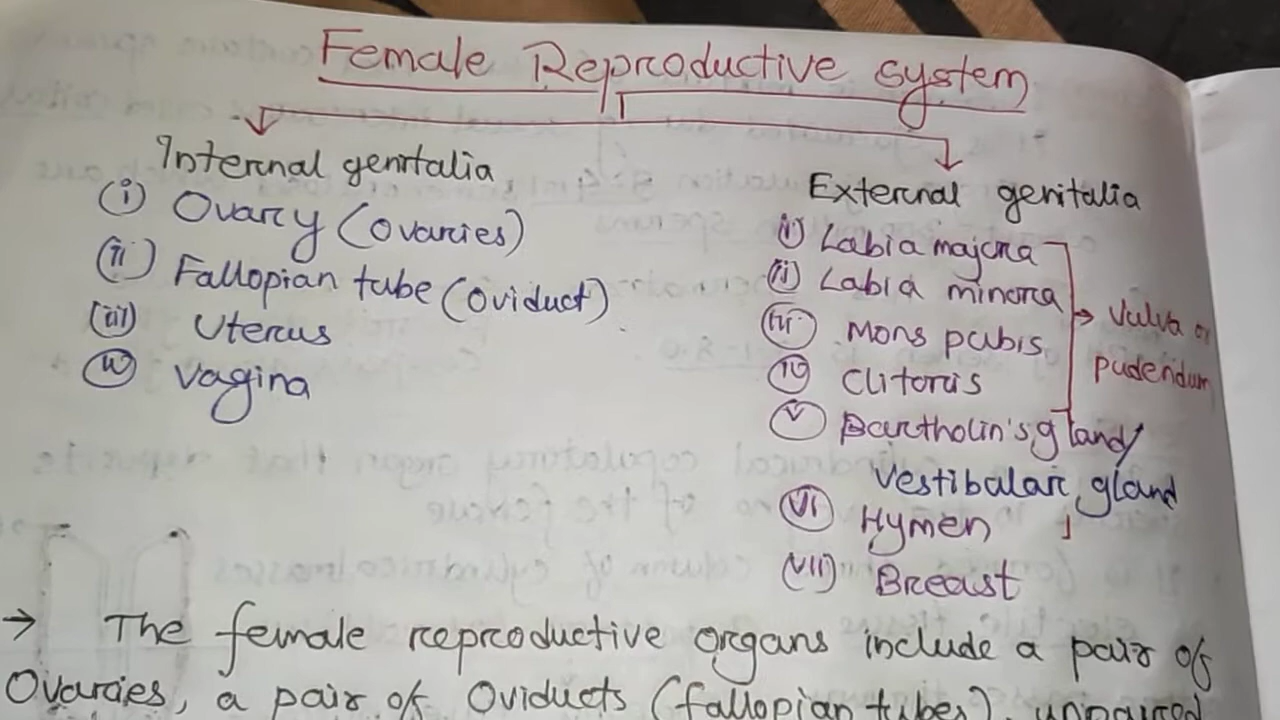 Female Reproductive system
Internal genitalia
(i) Ovary (Ovaries)
(ii) Fallopian tube (Oviduct)
(iii) Uterus
(iv) Vagina
External genitalia
(i) Labia majora
(ii) Labia minora
(iii) Mons pubis
(iv) Clitoris
(v) Bartholin's gland/
Vestibular gland
(vi) Hymen
(vii) Breast
Vulva or
pudendum
→ The female reproductive organs include a pair of
Ovaries, a pair of Oviducts (fallopian tubes), unpaired